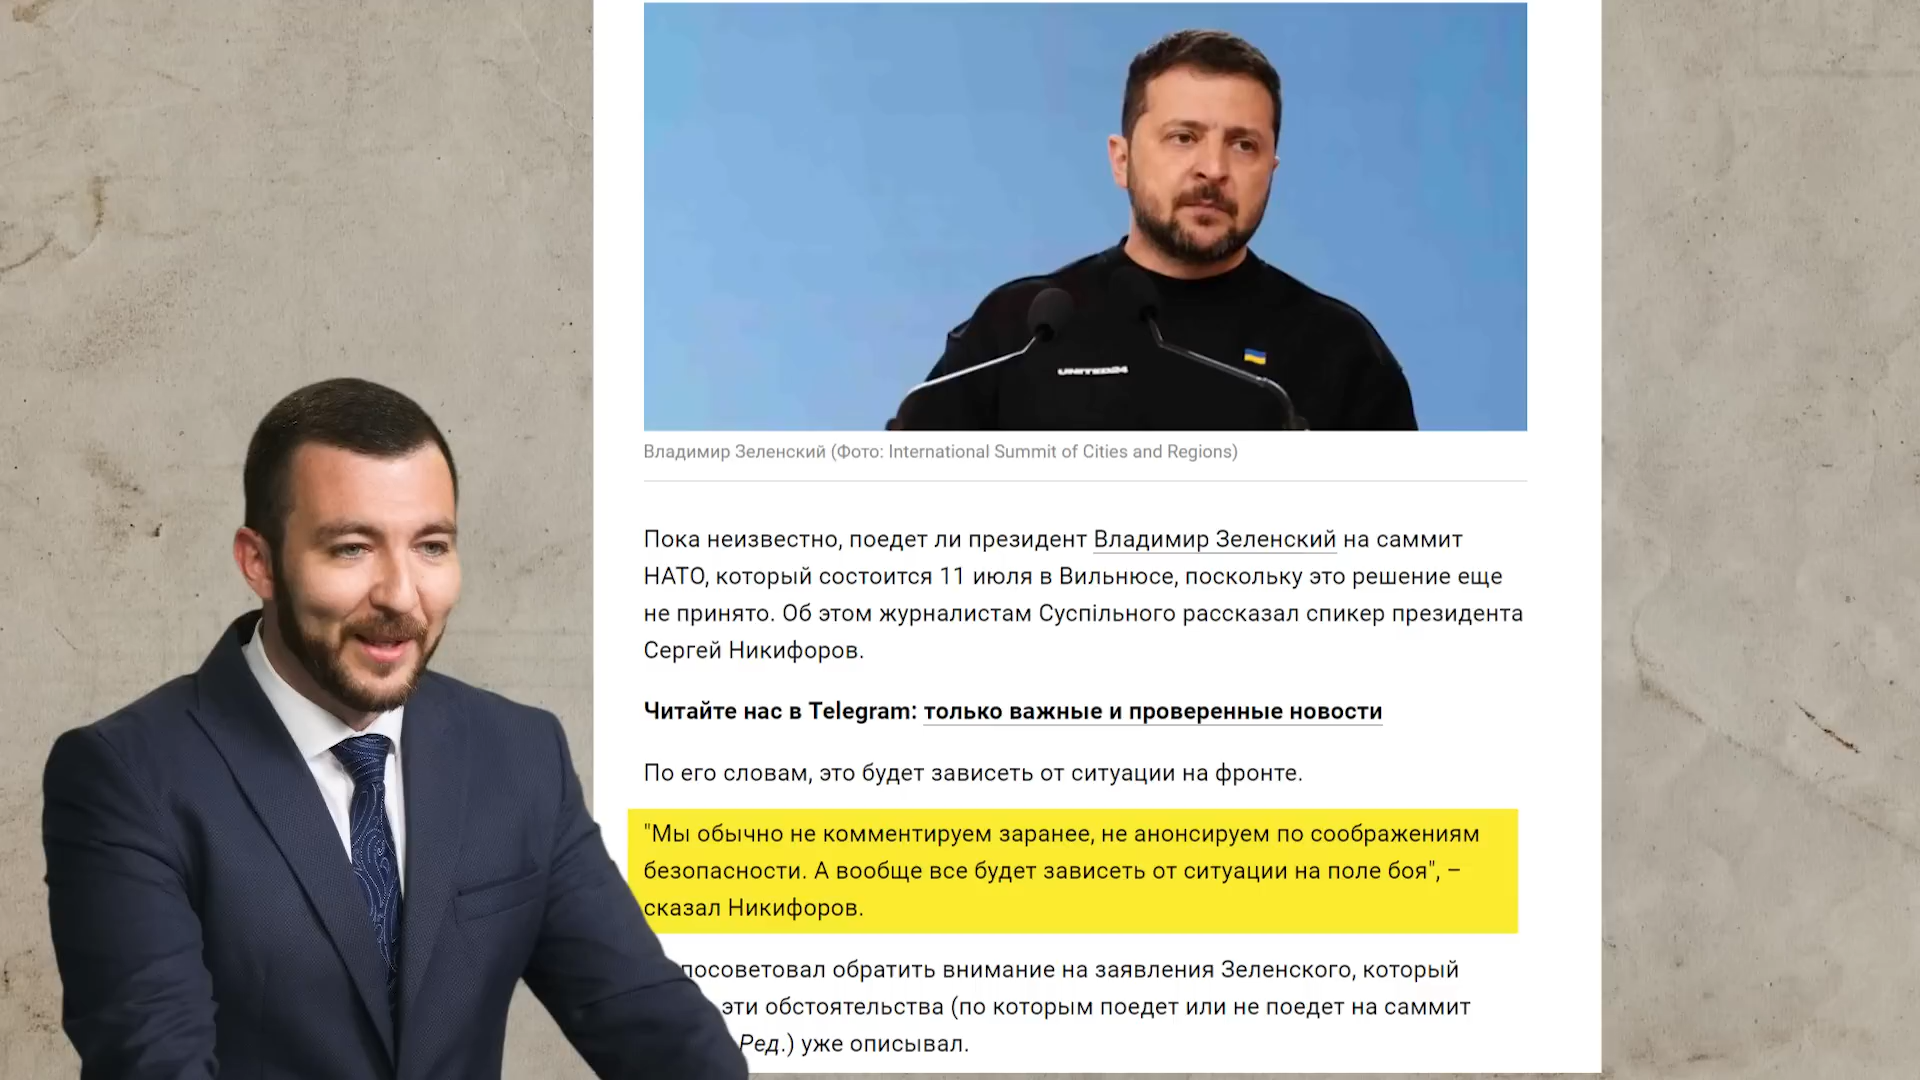 UNITED24
Владимир Зеленский (Фото: International Summit of Cities and Regions)
Пока неизвестно, поедет ли президент Владимир Зеленский на саммит
НАТО, который состоится 11 июля в Вильнюсе, поскольку это решение еще
не принято. Об этом журналистам Суспільного рассказал спикер президента
Сергей Никифоров.
Читайте нас в Telegram: только важные и проверенные новости
По его словам, это будет зависеть от ситуации на фронте.
"Мы обычно не комментируем заранее, не анонсируем по соображениям
безопасности. А вообще все будет зависеть от ситуации на поле боя", –
сказал Никифоров.
посоветовал обратить внимание на заявления Зеленского, который
эти обстоятельства (по которым поедет или не поедет на саммит
Ред.) уже описывал.